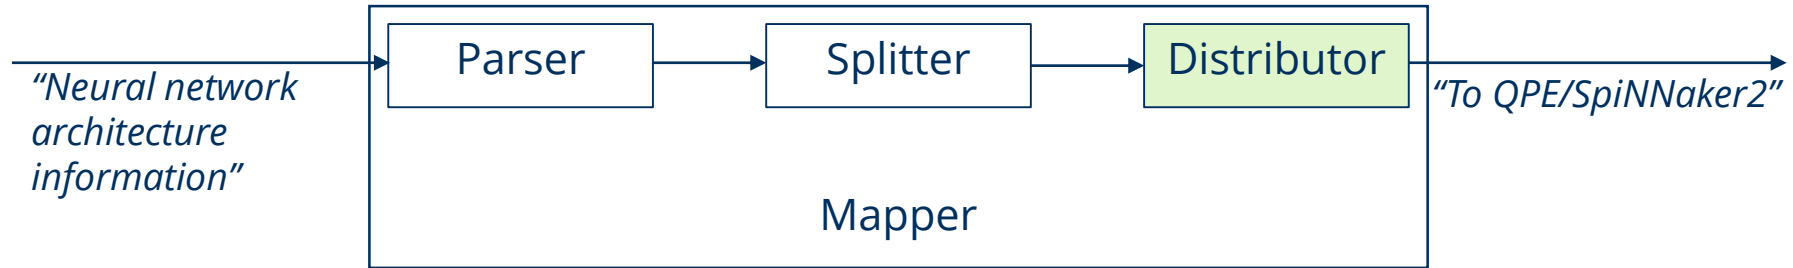 Parser
Splitter
Distributor
“Neural network
architecture
information”
“To QPE/SpiNNaker2”
Mapper